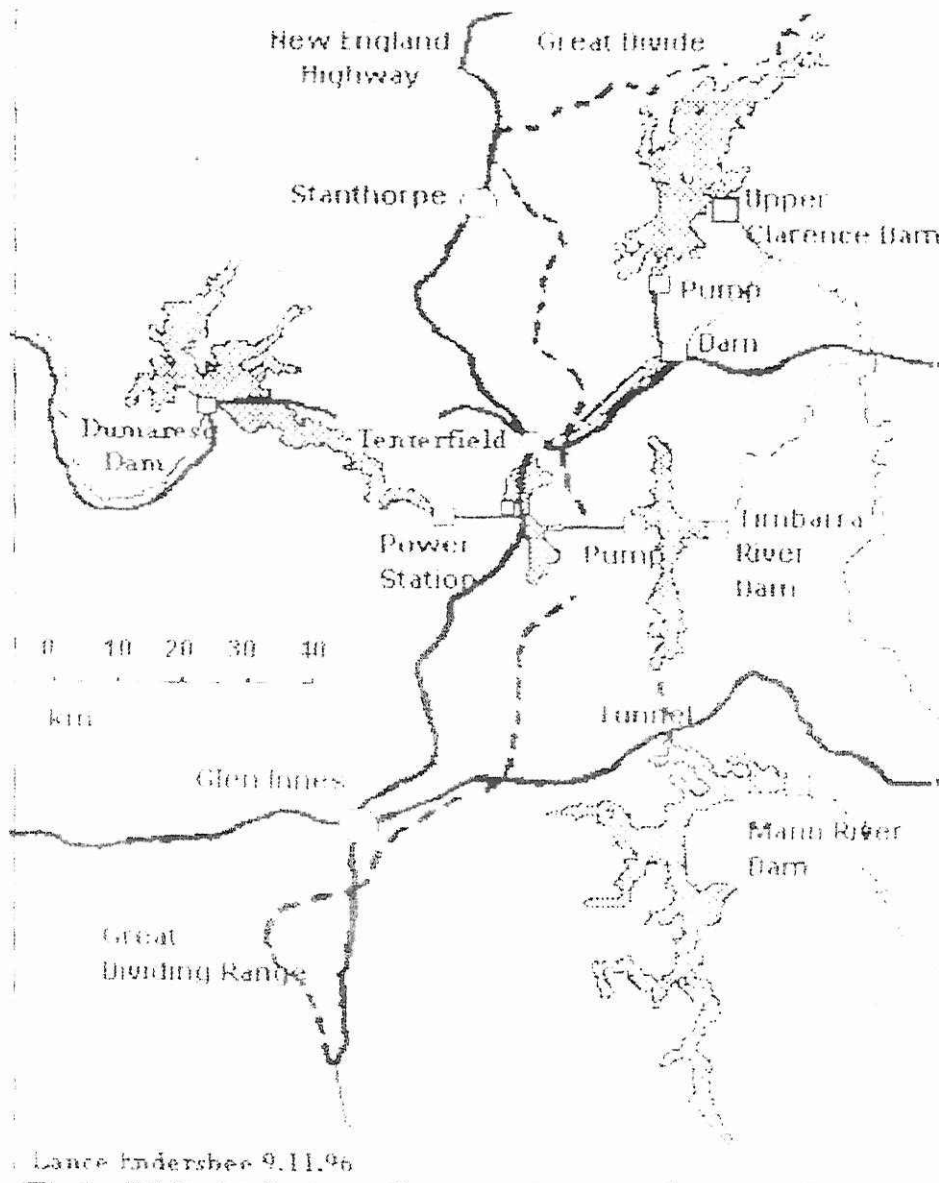 New England
Highway
Great Divide
Stanthorpe
Upper
Clarence Dam
Pump
Dam
Dumaresq
Dam
Tenterfield
Power
Station
Pump
Timbarra
River
Dam
0 10 20 30 40
km
Tunnel
Glen Innes
Mann River
Dam
Great
Dividing Range
Lance Endersbee 9.11.96